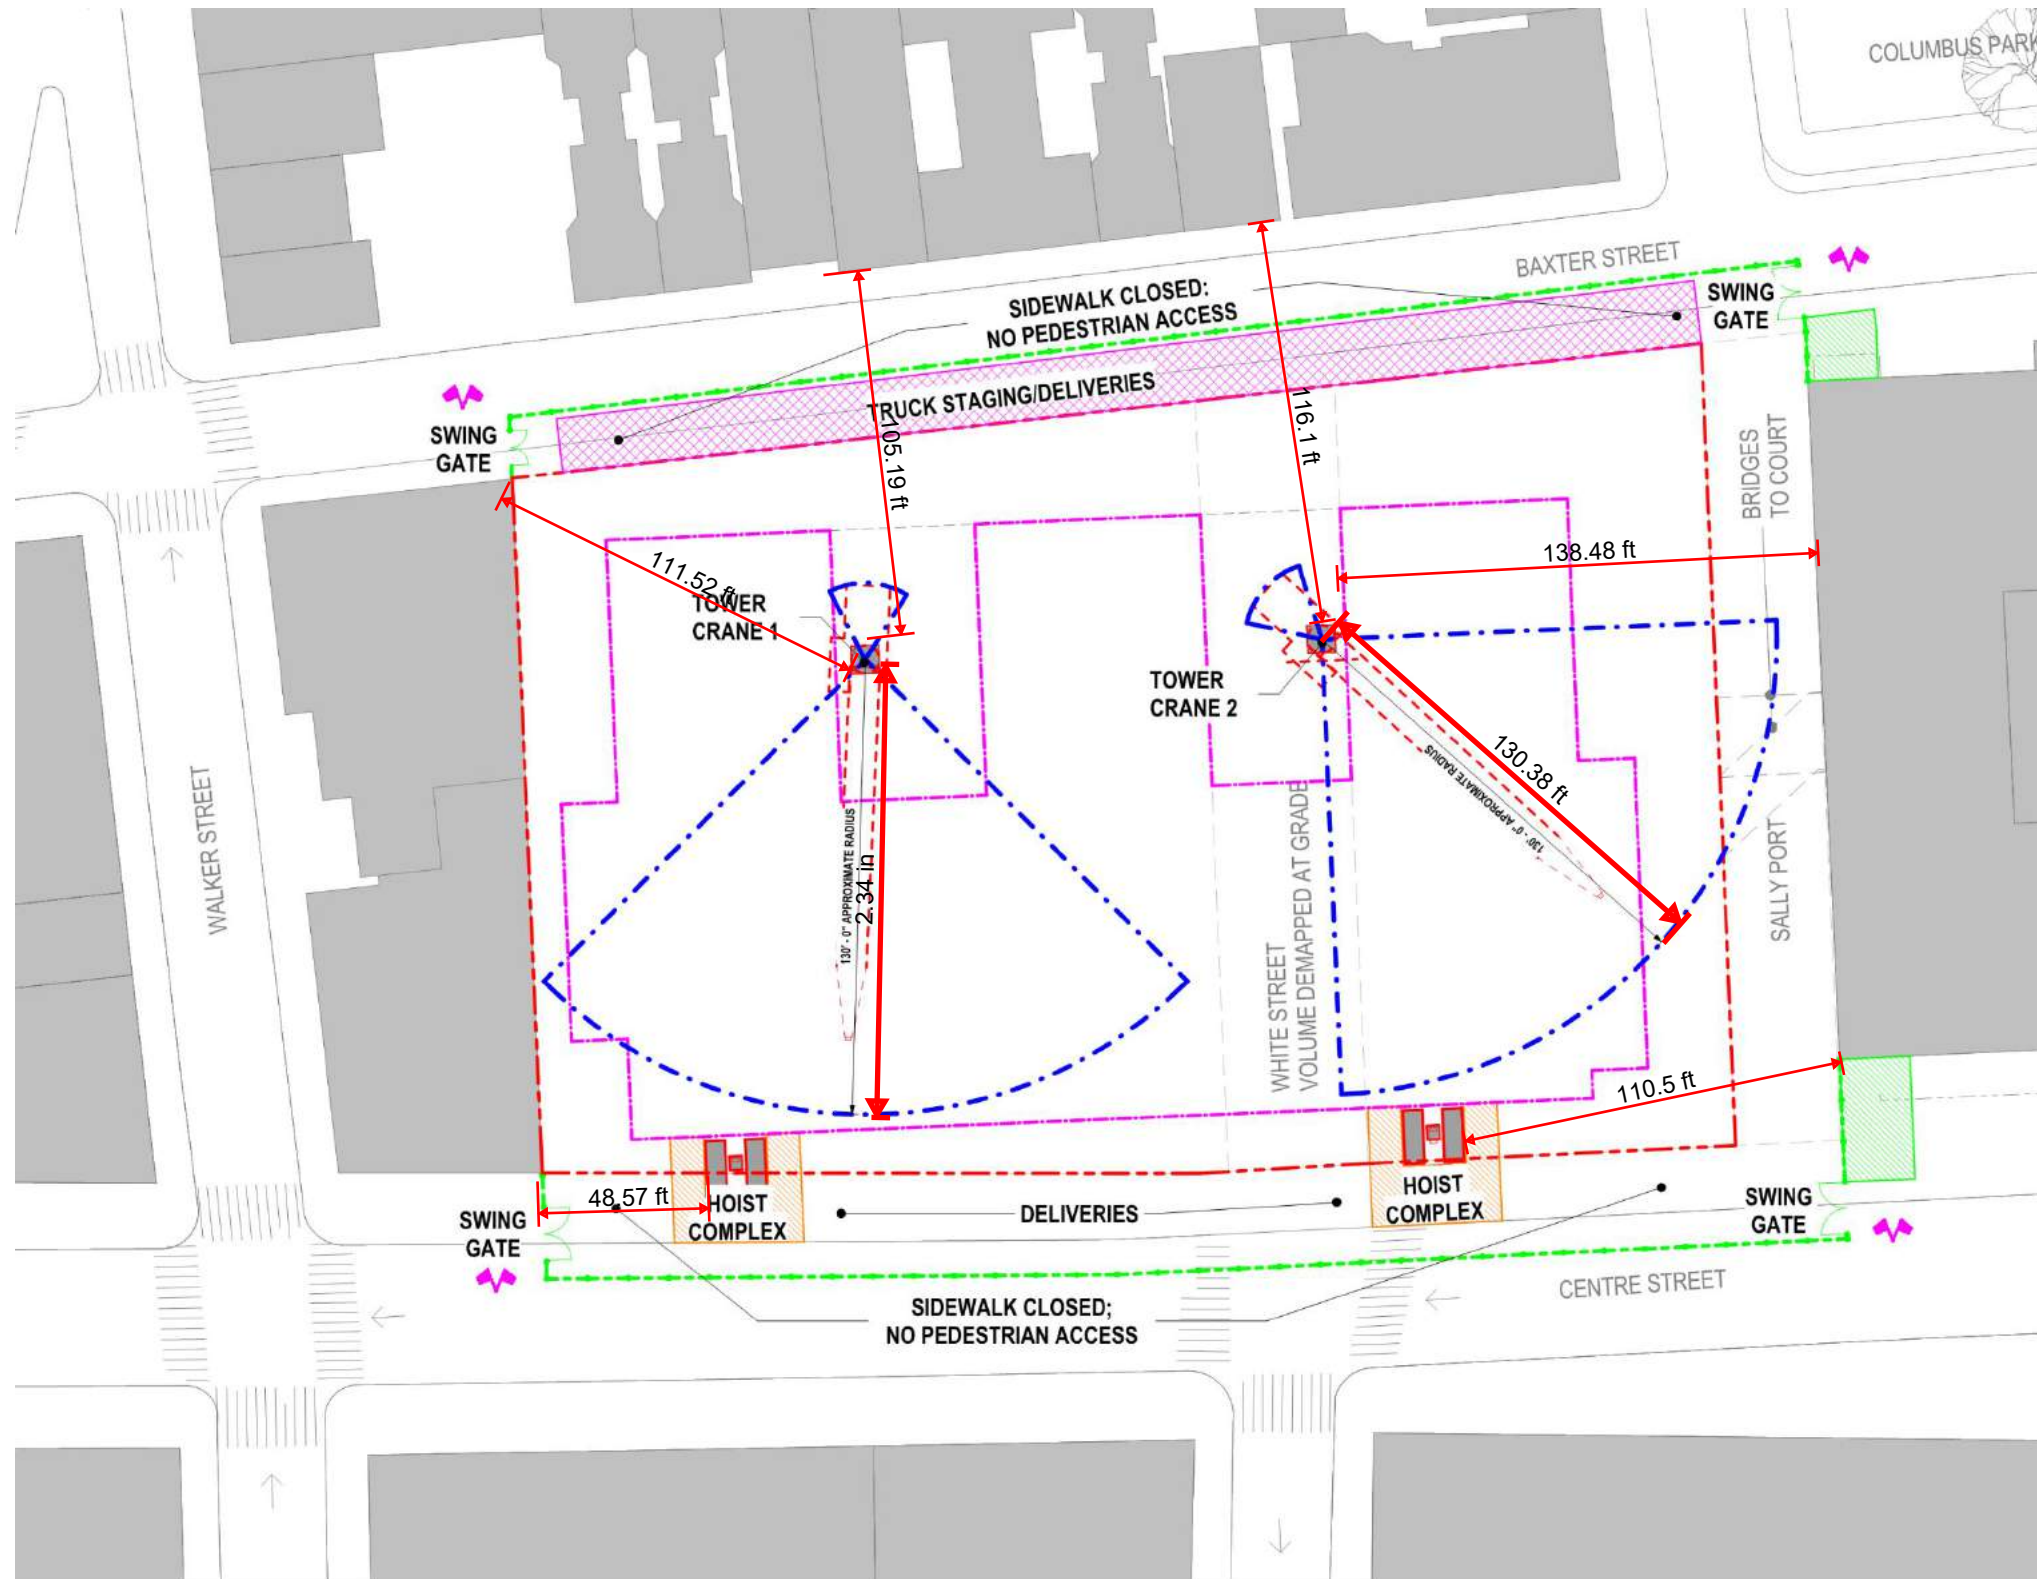 COLUMBUS PARK
BAXTER STREET
SIDEWALK CLOSED:
NO PEDESTRIAN ACCESS
SWING
GATE
TRUCK STAGING/DELIVERIES
SWING
GATE
105.19 ft
116.1 ft
BRIDGES
TO COURT
138.48 ft
111.52 ft
TOWER
CRANE 1
TOWER
CRANE 2
130.38 ft
130' - 0" APPROXIMATE RADIUS
130' - 0" APPROXIMATE RADIUS
2.34 in
WALKER STREET
WHITE STREET
VOLUME DEMAPPED AT GRADE
SALLY PORT
110.5 ft
48.57 ft
HOIST
COMPLEX
DELIVERIES
HOIST
COMPLEX
SWING
GATE
SWING
GATE
CENTRE STREET
SIDEWALK CLOSED;
NO PEDESTRIAN ACCESS